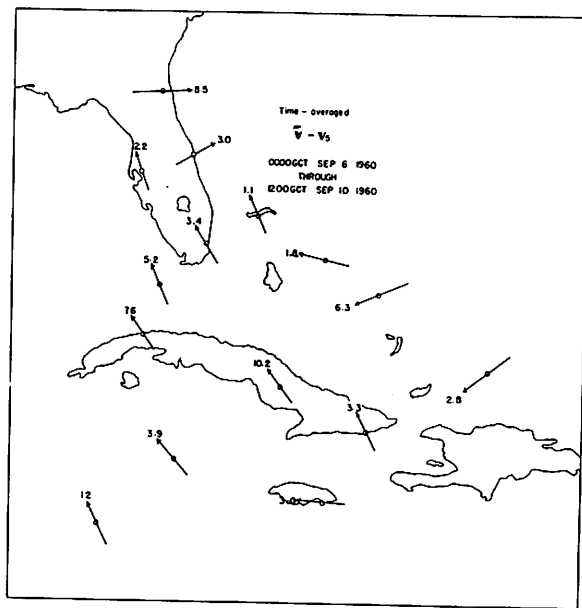 8.5
Time - averaged
v̄ - vs
3.0
2.2
0000GCT SEP 6 1960
THROUGH
1200GCT SEP 10 1960
1.1
3.4
1.8
5.2
6.3
7.6
10.2
2.8
3.3
3.9
12